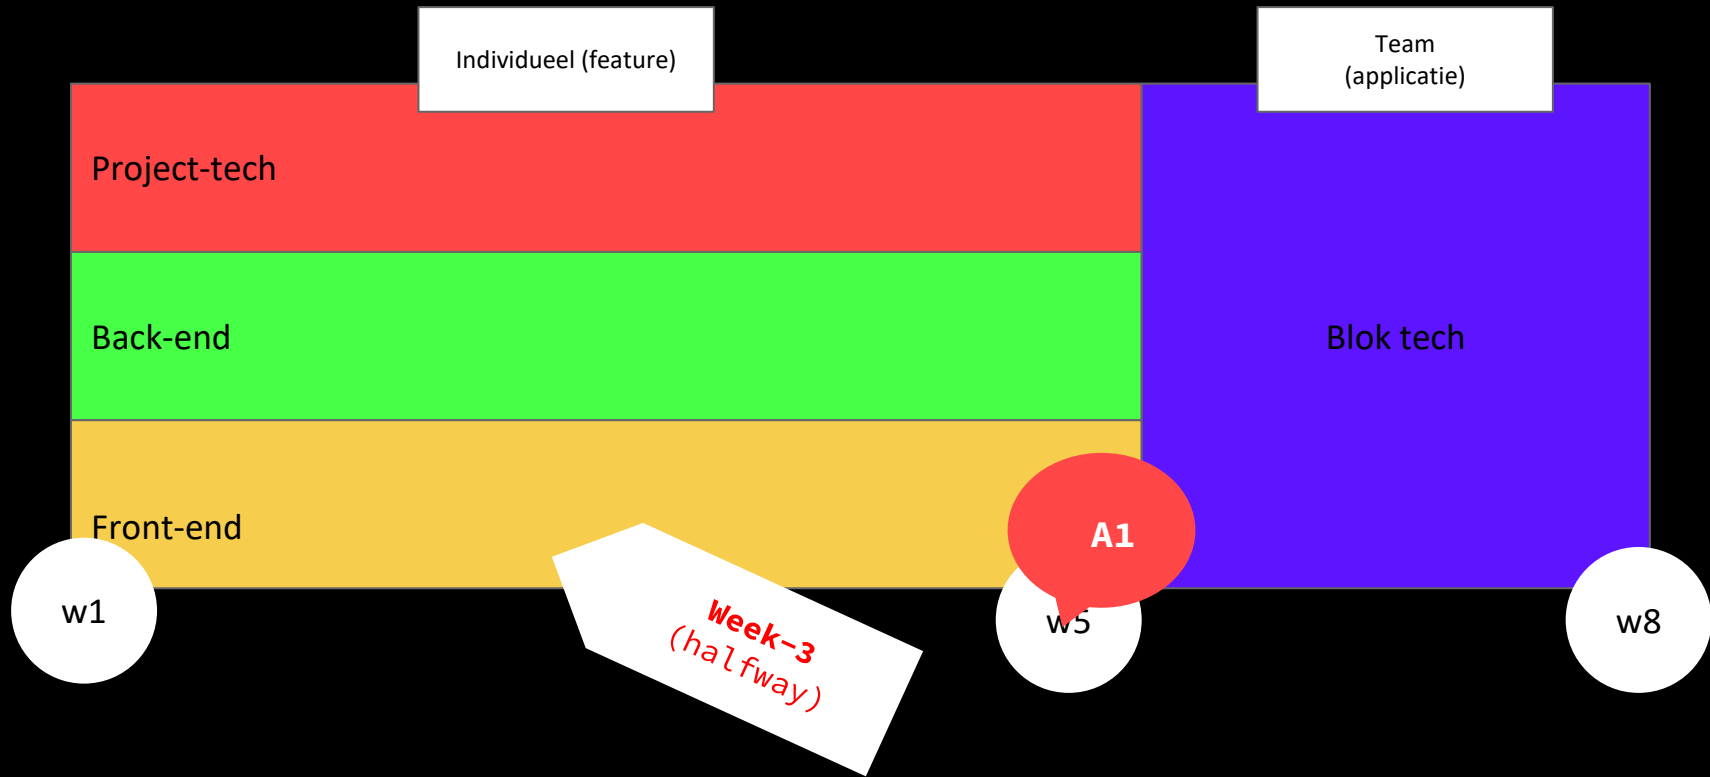 Individueel (feature)
Team
(applicatie)
Project-tech
Back-end
Blok tech
Front-end
A1
w1
Week-3
(halfway)
w5
w8